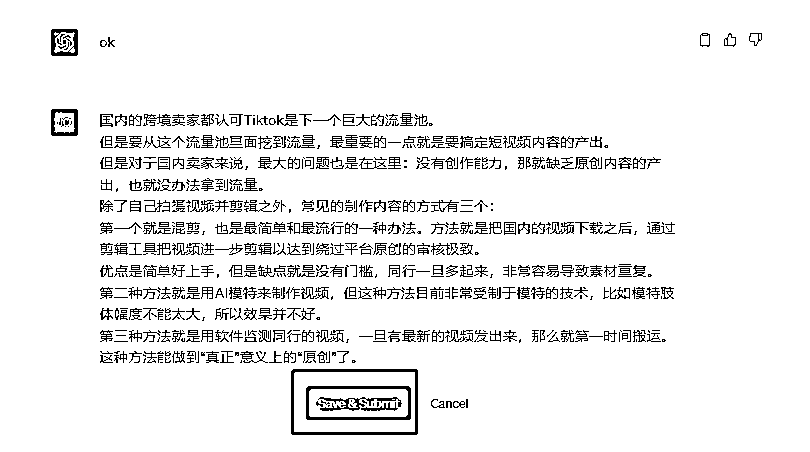 ok
国内的跨境卖家都认可Tiktok是下一个巨大的流量池。
但是要从这个流量池里面挖到流量，最重要的一点就是要搞定短视频内容的产出。
但是对于国内卖家来说，最大的问题也是在这里：没有创作能力，那就缺乏原创内容的产
出，也就没办法拿到流量。
除了自己拍摄视频并剪辑之外，常见的制作内容的方式有三个：
第一个就是混剪，也是最简单和最流行的一种办法。方法就是把国内的视频下载之后，通过
剪辑工具把视频进一步剪辑以达到绕过平台原创的审核极致。
优点是简单好上手，但是缺点就是没有门槛，同行一旦多起来，非常容易导致素材重复。
第二种方法就是用AI模特来制作视频，但这种方法目前非常受制于模特的技术，比如模特肢
体幅度不能太大，所以效果并不好。
第三种方法就是用软件监测同行的视频，一旦有最新的视频发出来，那么就第一时间搬运。
这种方法能做到“真正”意义上的“原创”了。
Save & Submit Cancel